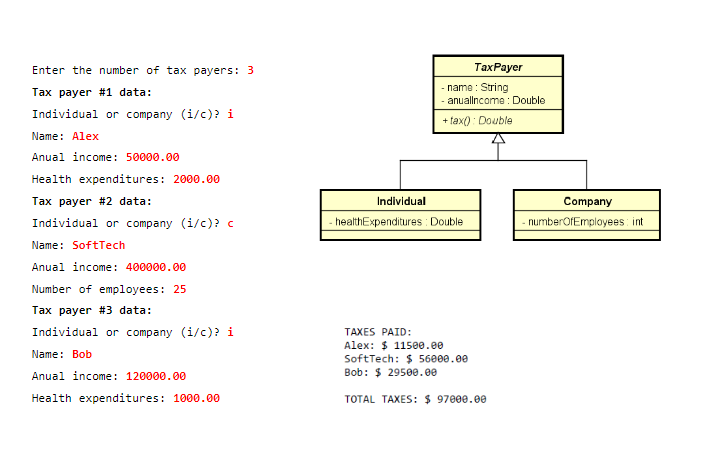 Enter the number of tax payers: 3
Tax payer #1 data:
Individual or company (i/c)? i
Name: Alex
Anual income: 50000.00
Health expenditures: 2000.00
Tax payer #2 data:
Individual or company (i/c)? c
Name: SoftTech
Anual income: 400000.00
Number of employees: 25
Tax payer #3 data:
Individual or company (i/c)? i
Name: Bob
Anual income: 120000.00
Health expenditures: 1000.00
TaxPayer
- name : String
- anualIncome : Double
+ tax() : Double
Individual
- healthExpenditures : Double
Company
- numberOfEmployees : int
TAXES PAID:
Alex: $ 11500.00
SoftTech: $ 56000.00
Bob: $ 29500.00
TOTAL TAXES: $ 97000.00